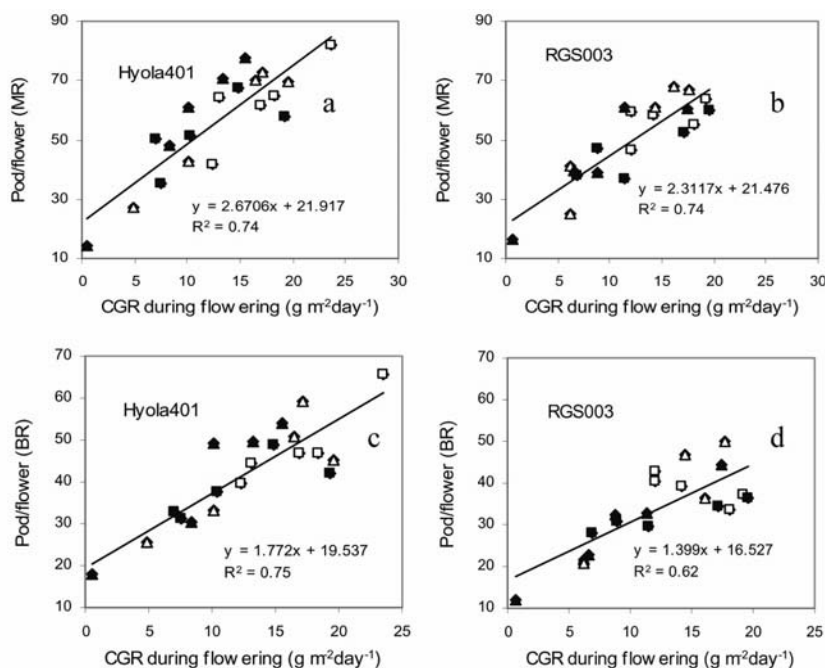 90
70
50
30
10
Pod/flower (MR)
Hyola401
a
y = 2.6706x + 21.917
R² = 0.74
0 5 10 15 20 25 30
CGR during flow ering (g m⁻²day⁻¹)
90
70
50
30
10
Pod/flower (MR)
RGS003
b
y = 2.3117x + 21.476
R² = 0.74
0 5 10 15 20 25 30
CGR during flow ering (g m⁻²day⁻¹)
70
60
50
40
30
20
10
Pod/flower (BR)
Hyola401
c
y = 1.772x + 19.537
R² = 0.75
0 5 10 15 20 25
CGR during flow ering (g m⁻²day⁻¹)
70
60
50
40
30
20
10
Pod/flower (BR)
RGS003
d
y = 1.399x + 16.527
R² = 0.62
0 5 10 15 20 25
CGR during flow ering (g m⁻²day⁻¹)